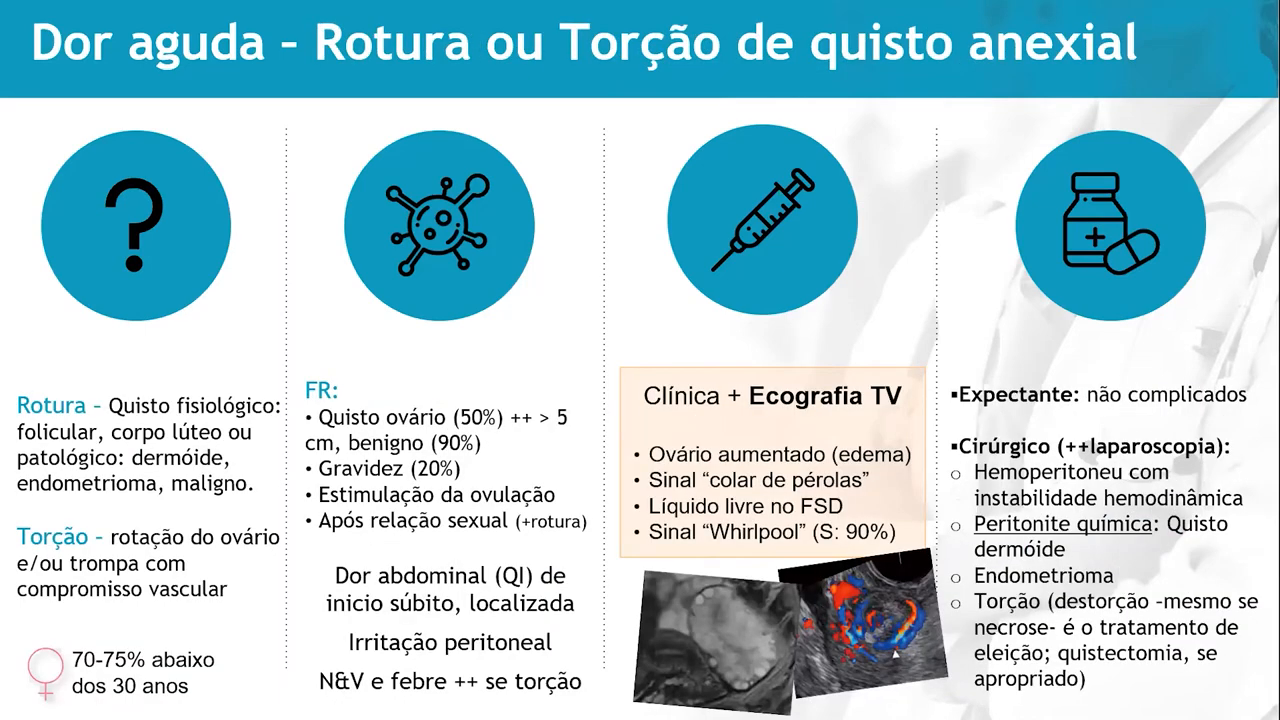 Dor aguda – Rotura ou Torção de quisto anexial
Rotura – Quisto fisiológico:
folicular, corpo lúteo ou
patológico: dermóide,
endometrioma, maligno.
Torção – rotação do ovário
e/ou trompa com
compromisso vascular
70-75% abaixo
dos 30 anos
FR:
• Quisto ovário (50%) ++ > 5
cm, benigno (90%)
• Gravidez (20%)
• Estimulação da ovulação
• Após relação sexual (+rotura)
Dor abdominal (QI) de
inicio súbito, localizada
Irritação peritoneal
N&V e febre ++ se torção
Clínica + Ecografia TV
• Ovário aumentado (edema)
• Sinal “colar de pérolas”
• Líquido livre no FSD
• Sinal “Whirlpool” (S: 90%)
▪Expectante: não complicados
▪Cirúrgico (++laparoscopia):
o Hemoperitoneu com
instabilidade hemodinâmica
o Peritonite química: Quisto
dermóide
o Endometrioma
o Torção (destorção –mesmo se
necrose- é o tratamento de
eleição; quistectomia, se
apropriado)